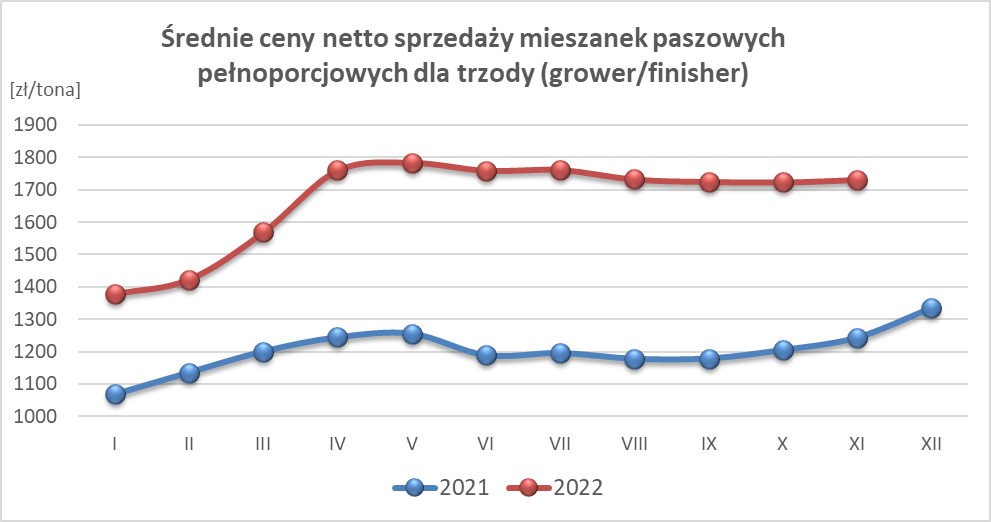 Średnie ceny netto sprzedaży mieszanek paszowych
pełnoporcjowych dla trzody (grower/finisher)
[zł/tona]
1900
1800
1700
1600
1500
1400
1300
1200
1100
1000
I II III IV V VI VII VIII IX X XI XII
2021 2022